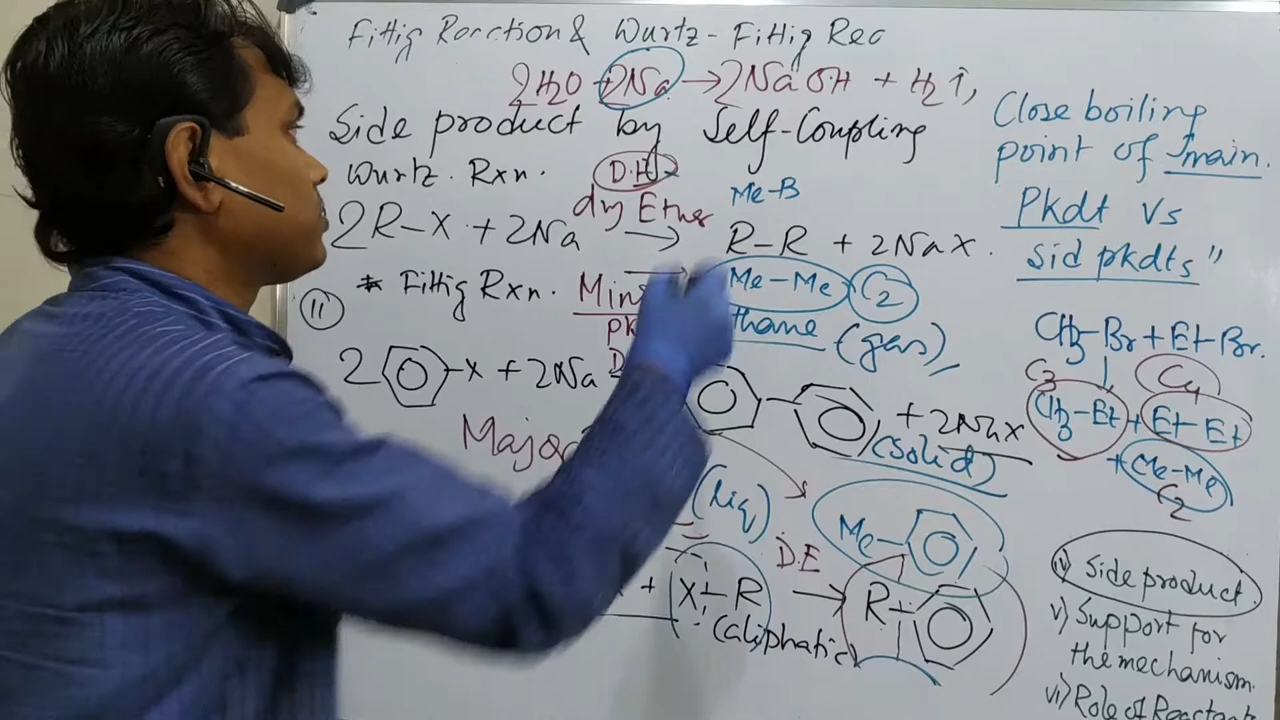 Fittig Reaction & Wurtz-Fittig Rec
2H2O + 2Na → 2NaOH + H2↑,
Side product by Self-Coupling
Wurtz. Rxn.
D.H
dry Ether
Me-B
2R-X + 2Na → R-R + 2NaX.
* Fittig Rxn.
Me-Me C2
(gas)
II
2 -X + 2Na
+ 2NaX
(Solid)
Major
(liq)
Me-
D.E
+ X-R → R-
(aliphatic)
Close boiling
point of main.
Pkdt Vs
Sid pkdts"
CH3-Br + Et-Br.
C3 C4
CH3-Et + Et-Et
+ Me-Me
C2
iv) Side product
v) Support for
the mechanism.
vi) Role of Reactant